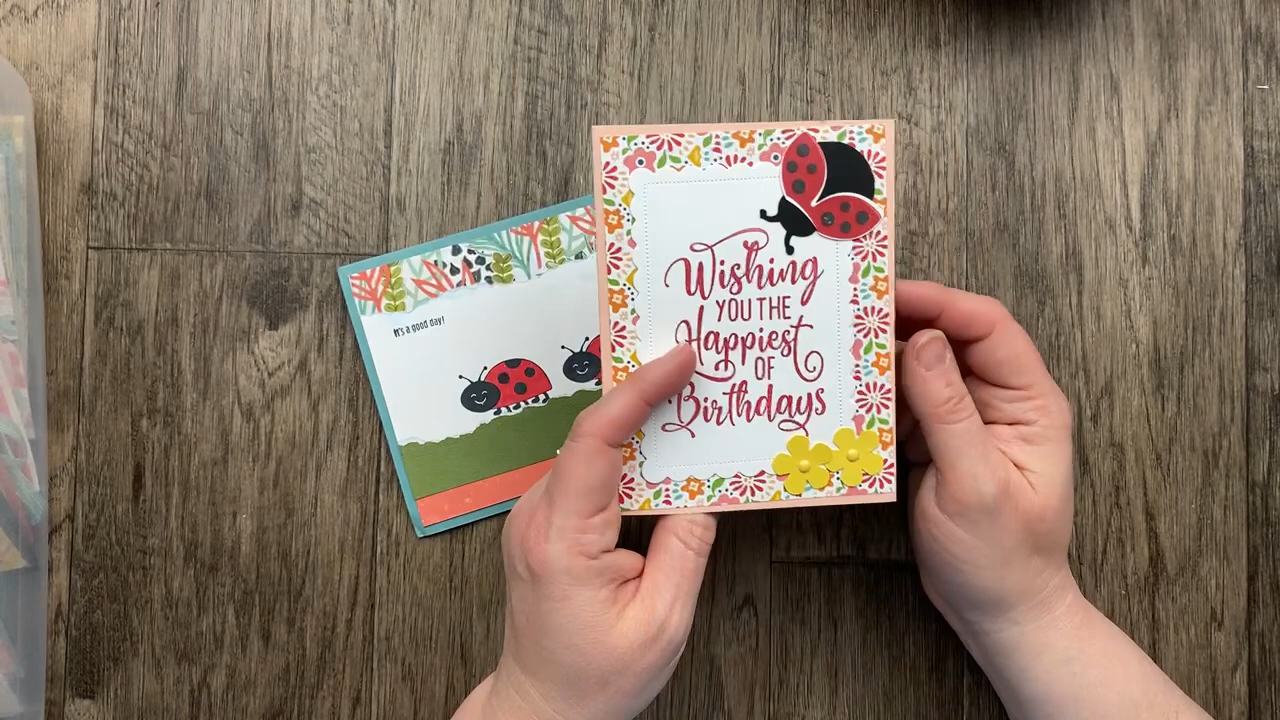 It's a good day!
Wishing
YOU THE
Happiest
OF
Birthdays